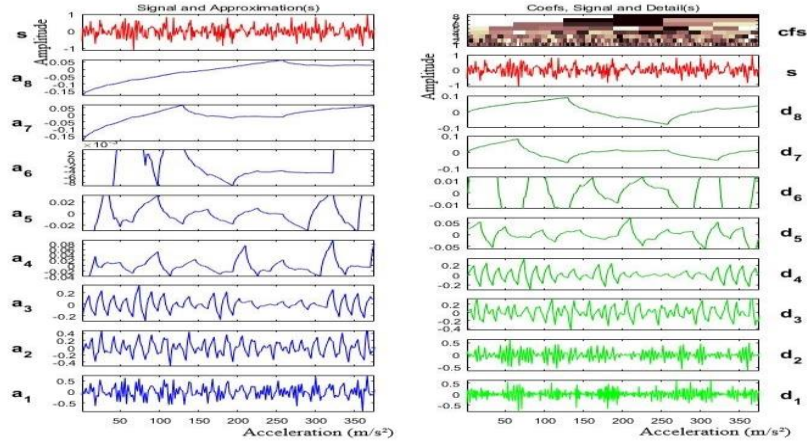 Signal and Approximation(s)
Amplitude
s
1
0
-1
a8
0.05
0
-0.05
-0.15
a7
0.05
0
-0.05
-0.15
a6
2
0
a5
0
-0.02
a4
0.08
0.04
0.02
0
-0.04
a3
0.2
0
-0.2
a2
0.4
0.2
0
-0.2
-0.4
a1
0.5
0
-0.5
50 100 150 200 250 300 350
Acceleration (m/s²)
Coefs, Signal and Detail(s)
cfs
Amplitude
s
1
0
-1
d8
0.1
0
-0.1
d7
0.1
0
-0.1
d6
0.01
0
-0.01
d5
0.05
0
-0.05
d4
0.2
0
-0.2
d3
0.2
0
-0.2
-0.4
d2
0.5
0
-0.5
d1
0.5
0
-0.5
50 100 150 200 250 300 350
Acceleration (m/s²)